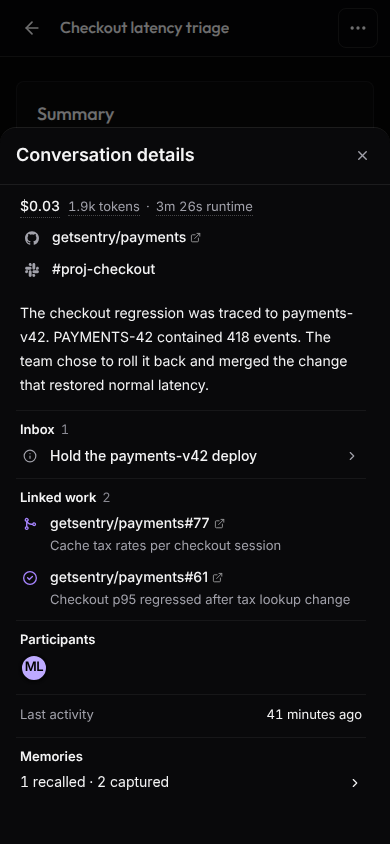 Checkout latency triage
Summary
Conversation details
$0.03 1.9k tokens · 3m 26s runtime
getsentry/payments
#proj-checkout
The checkout regression was traced to payments-
v42. PAYMENTS-42 contained 418 events. The
team chose to roll it back and merged the change
that restored normal latency.
Inbox 1
Hold the payments-v42 deploy
Linked work 2
getsentry/payments#77
Cache tax rates per checkout session
getsentry/payments#61
Checkout p95 regressed after tax lookup change
Participants
ML
Last activity 41 minutes ago
Memories
1 recalled · 2 captured